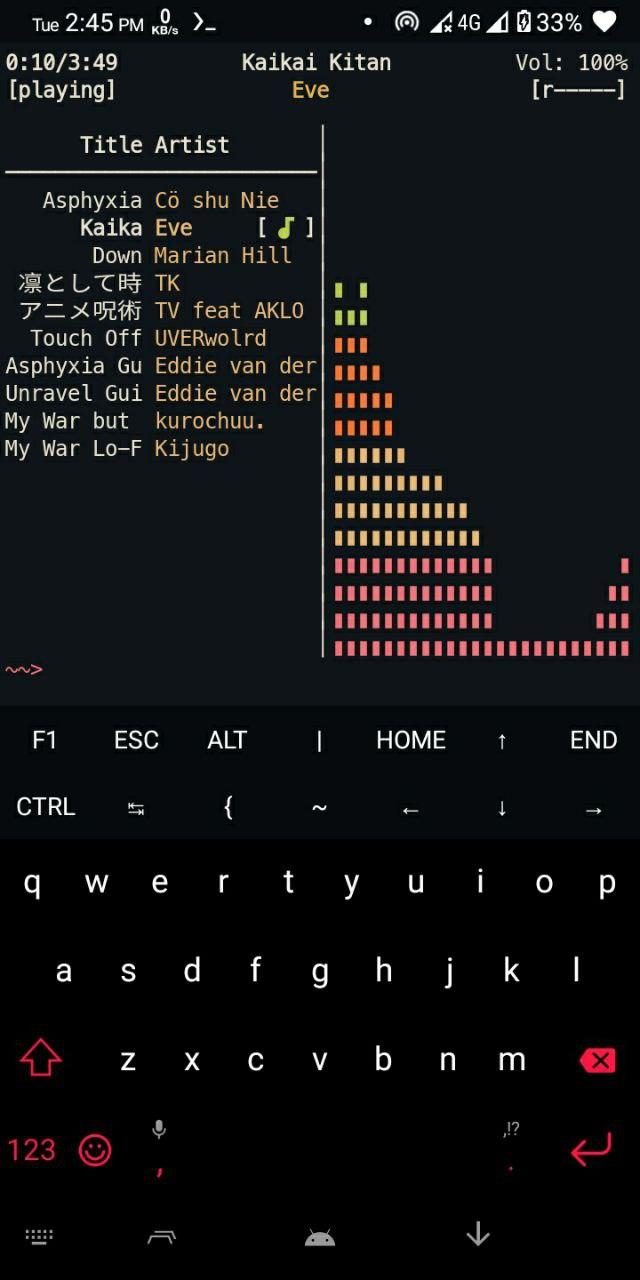 Tue 2:45 PM 0 KB/s 4G 33%
0:10/3:49 Kaikai Kitan Vol: 100%
[playing] Eve [r─────]
Title Artist
Asphyxia Cö shu Nie
Kaika Eve [ ]
Down Marian Hill
凛として時 TK
アニメ呪術 TV feat AKLO
Touch Off UVERwolrd
Asphyxia Gu Eddie van der
Unravel Gui Eddie van der
My War but kurochuu.
My War Lo-F Kijugo
~~>
F1 ESC ALT | HOME ↑ END
CTRL ↹ { ~ ← ↓ →
q w e r t y u i o p
a s d f g h j k l
z x c v b n m
,!?
123 , .